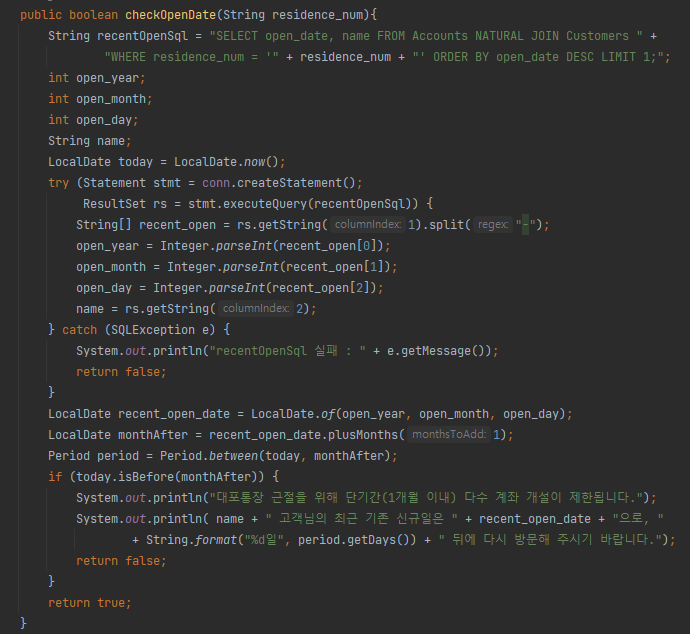 public boolean checkOpenDate(String residence_num){
    String recentOpenSql = "SELECT open_date, name FROM Accounts NATURAL JOIN Customers " +
            "WHERE residence_num = '" + residence_num + "' ORDER BY open_date DESC LIMIT 1;";
    int open_year;
    int open_month;
    int open_day;
    String name;
    LocalDate today = LocalDate.now();
    try (Statement stmt = conn.createStatement();
         ResultSet rs = stmt.executeQuery(recentOpenSql)) {
        String[] recent_open = rs.getString( columnIndex: 1).split( regex: "-");
        open_year = Integer.parseInt(recent_open[0]);
        open_month = Integer.parseInt(recent_open[1]);
        open_day = Integer.parseInt(recent_open[2]);
        name = rs.getString( columnIndex: 2);
    } catch (SQLException e) {
        System.out.println("recentOpenSql 실패 : " + e.getMessage());
        return false;
    }
    LocalDate recent_open_date = LocalDate.of(open_year, open_month, open_day);
    LocalDate monthAfter = recent_open_date.plusMonths( monthsToAdd: 1);
    Period period = Period.between(today, monthAfter);
    if (today.isBefore(monthAfter)) {
        System.out.println("대포통장 근절을 위해 단기간(1개월 이내) 다수 계좌 개설이 제한됩니다.");
        System.out.println( name + " 고객님의 최근 기존 신규일은 " + recent_open_date + "으로, "
                + String.format("%d일", period.getDays()) + " 뒤에 다시 방문해 주시기 바랍니다.");
        return false;
    }
    return true;
}